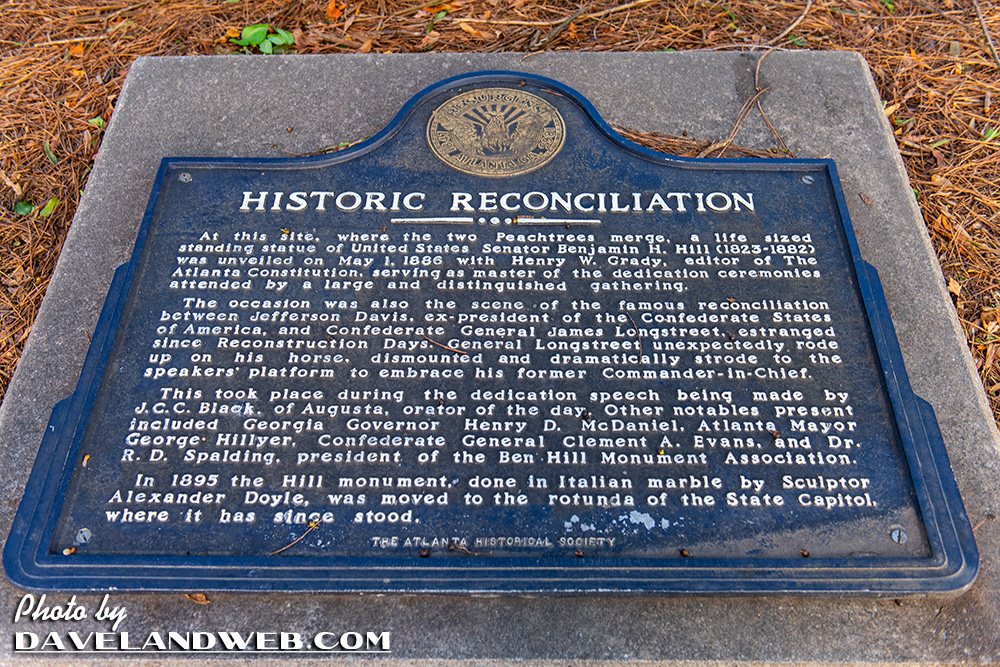 RESURGENS
ATLANTA, GA.
HISTORIC RECONCILIATION
At this site, where the two Peachtrees merge, a life sized
standing statue of United States Senator Benjamin H. Hill (1823-1882)
was unveiled on May 1, 1886 with Henry W. Grady, editor of The
Atlanta Constitution, serving as master of the dedication ceremonies
attended by a large and distinguished gathering.
The occasion was also the scene of the famous reconciliation
between Jefferson Davis, ex-president of the Confederate States
of America, and Confederate General James Longstreet, estranged
since Reconstruction Days. General Longstreet unexpectedly rode
up on his horse, dismounted and dramatically strode to the
speakers' platform to embrace his former Commander-in-Chief.
This took place during the dedication speech being made by
J.C.C. Black, of Augusta, orator of the day. Other notables present
included Georgia Governor Henry D. McDaniel, Atlanta Mayor
George Hillyer, Confederate General Clement A. Evans, and Dr.
R. D. Spalding, president of the Ben Hill Monument Association.
In 1895 the Hill monument, done in Italian marble by Sculptor
Alexander Doyle, was moved to the rotunda of the State Capitol,
where it has since stood.
THE ATLANTA HISTORICAL SOCIETY
Photo by
DAVELANDWEB.COM